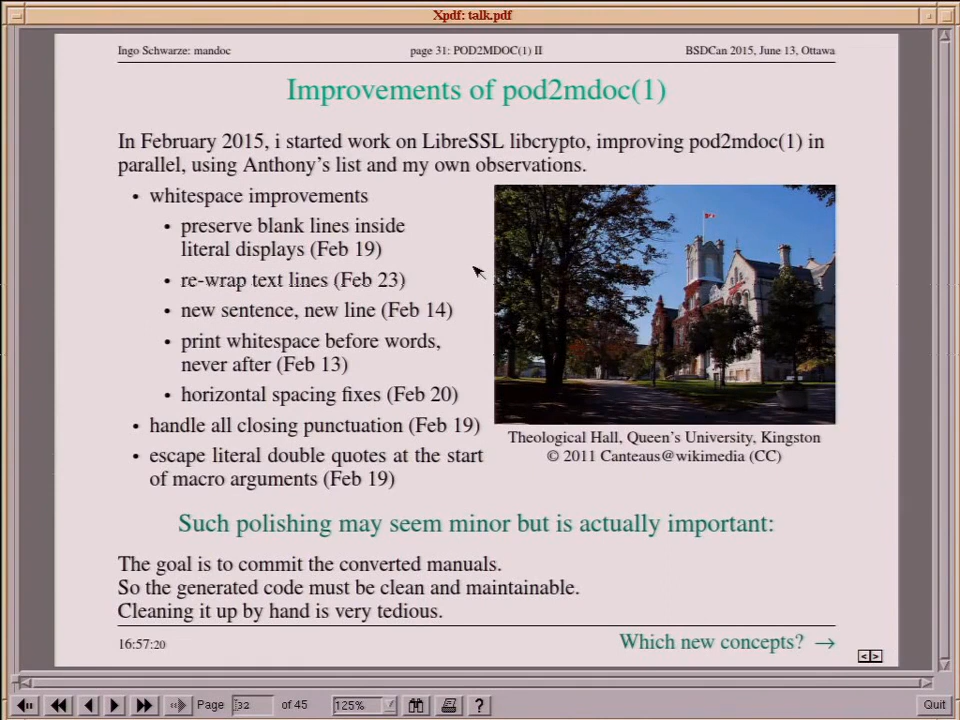 Xpdf: talk.pdf
Ingo Schwarze: mandoc
page 31: POD2MDOC(1) II
BSDCan 2015, June 13, Ottawa
Improvements of pod2mdoc(1)
In February 2015, i started work on LibreSSL libcrypto, improving pod2mdoc(1) in
parallel, using Anthony's list and my own observations.
• whitespace improvements
• preserve blank lines inside
literal displays (Feb 19)
• re-wrap text lines (Feb 23)
• new sentence, new line (Feb 14)
• print whitespace before words,
never after (Feb 13)
• horizontal spacing fixes (Feb 20)
• handle all closing punctuation (Feb 19)
• escape literal double quotes at the start
of macro arguments (Feb 19)
Theological Hall, Queen's University, Kingston
© 2011 Canteaus@wikimedia (CC)
Such polishing may seem minor but is actually important:
The goal is to commit the converted manuals.
So the generated code must be clean and maintainable.
Cleaning it up by hand is very tedious.
16:57:20
Which new concepts? →
Page 32 of 45 125% ? Quit